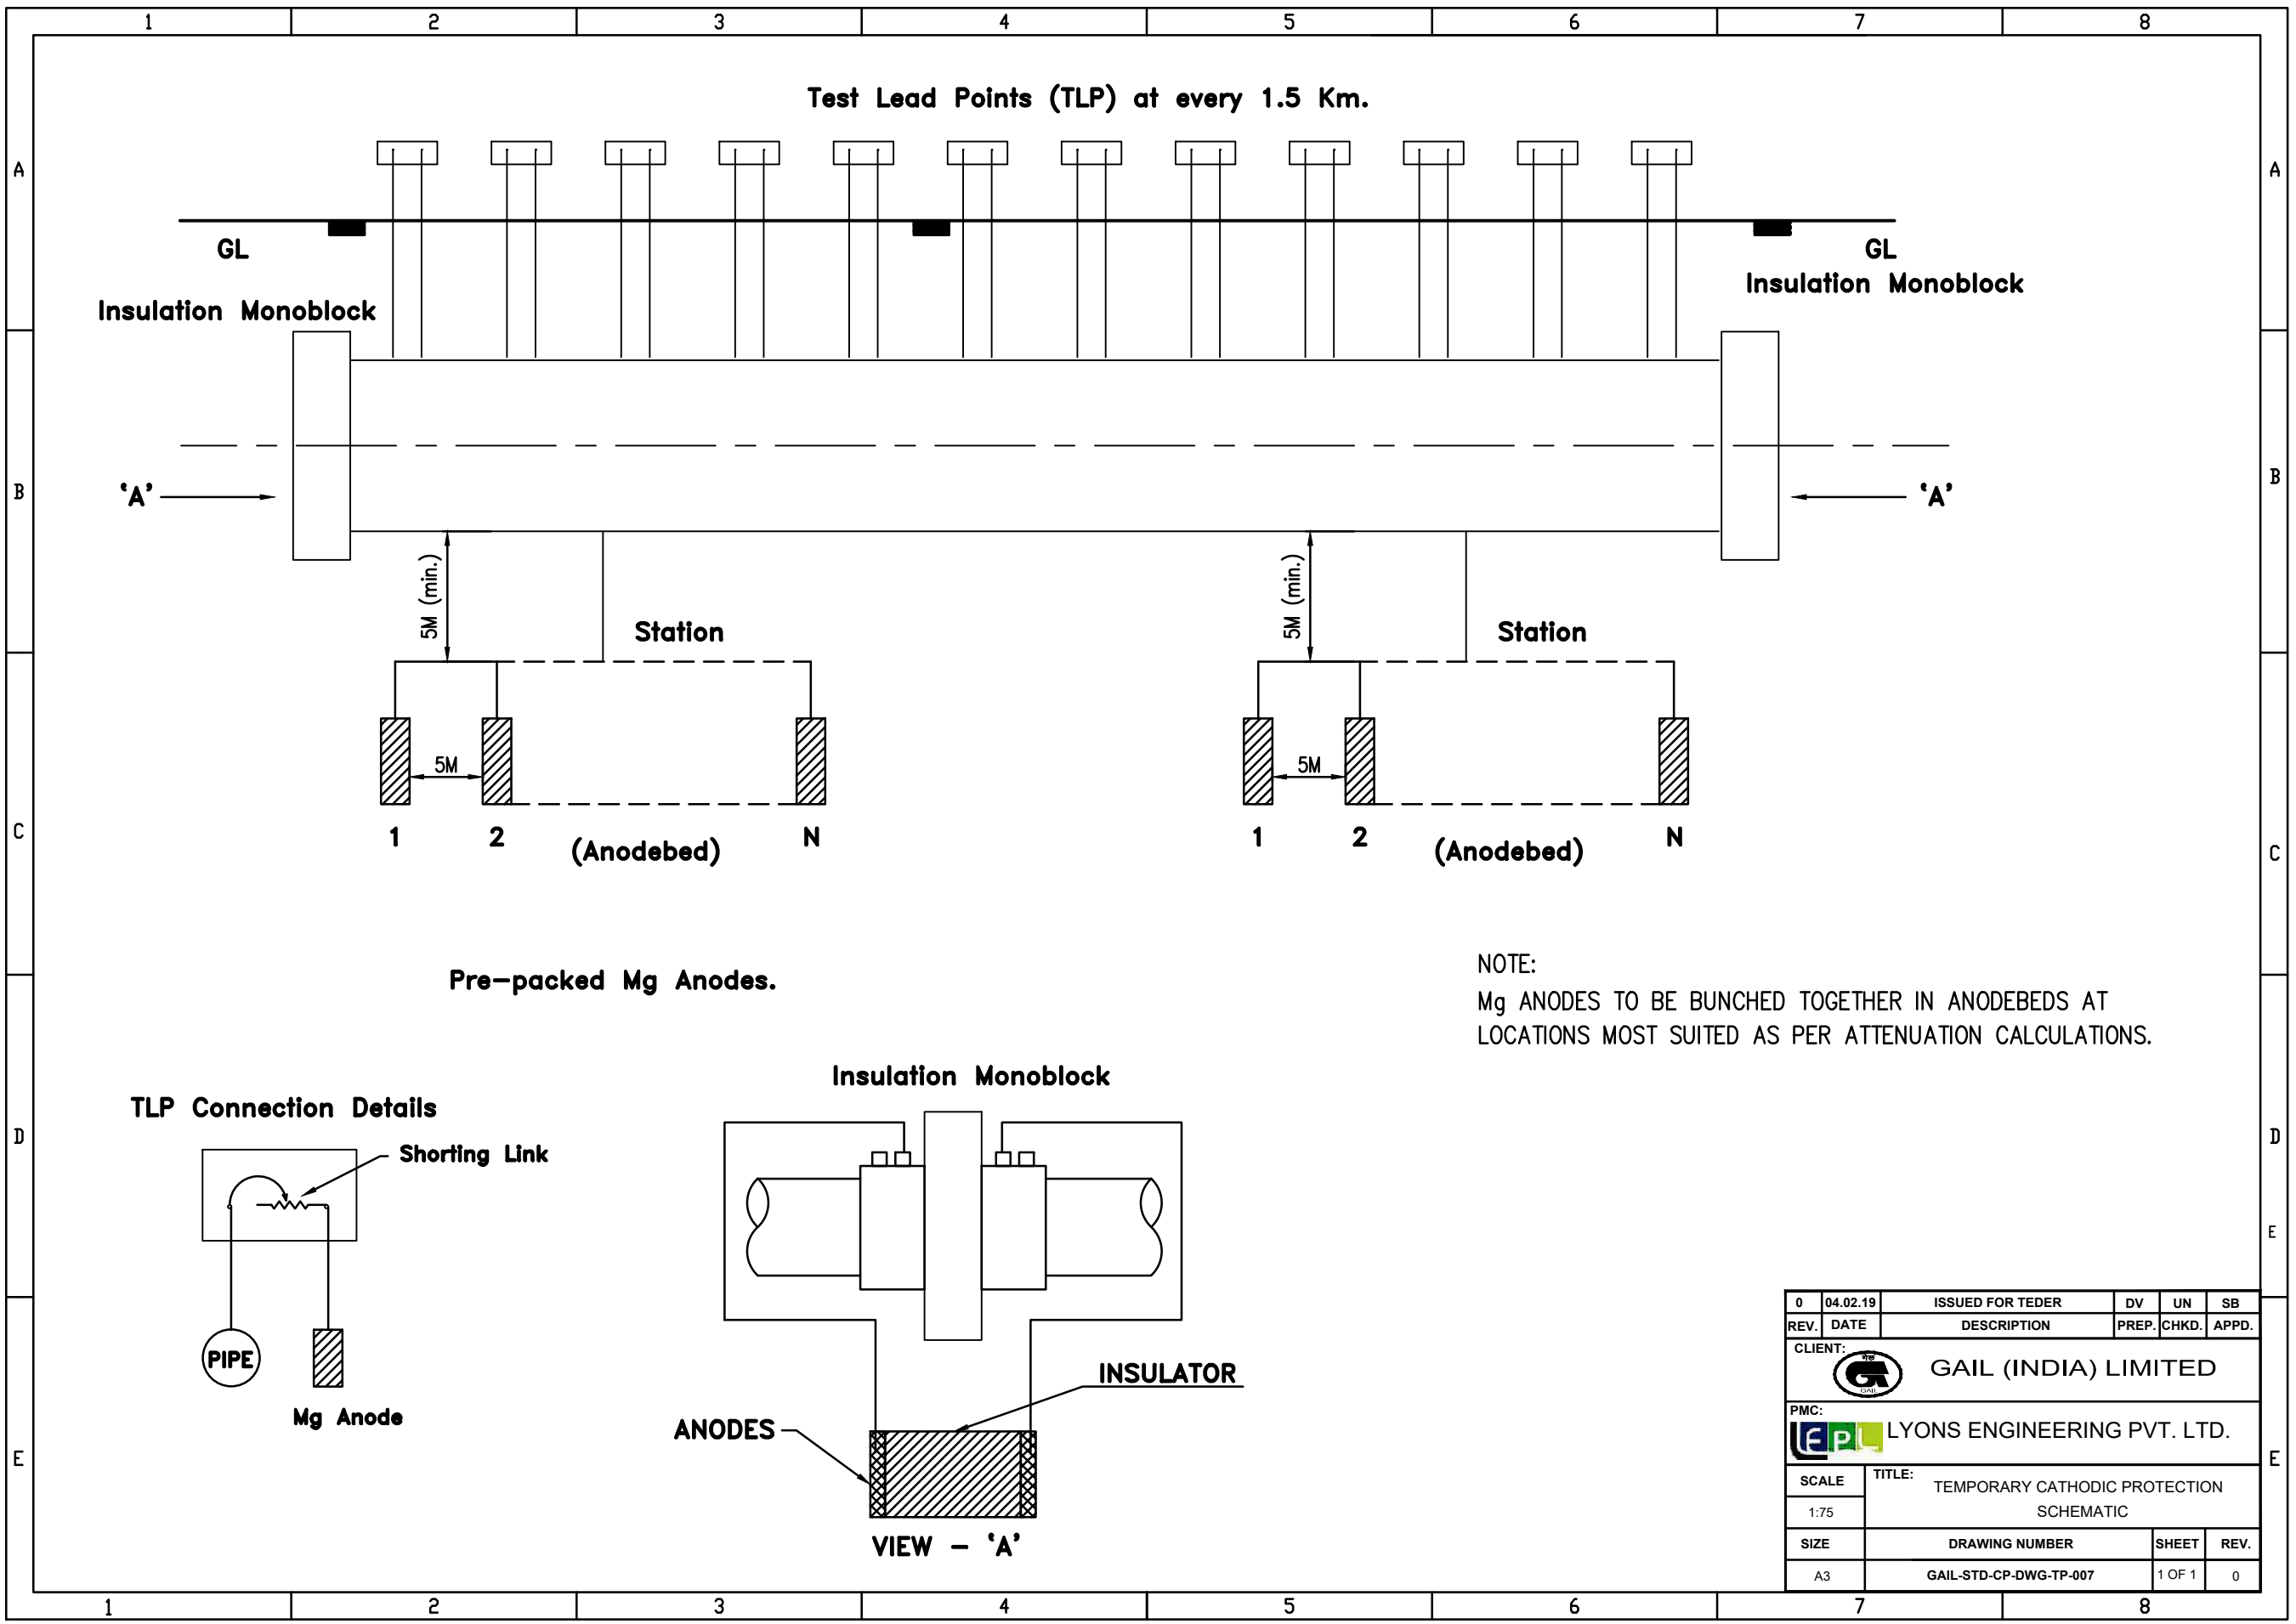 1 2 3 4 5 6 7 8
Test Lead Points (TLP) at every 1.5 Km.
A A
GL GL
Insulation Monoblock
Insulation Monoblock
B B
‘A’ ‘A’
5M (min.) 5M (min.)
Station Station
5M 5M
1 2 (Anodebed) N
1 2 (Anodebed) N
C C
Pre-packed Mg Anodes.
NOTE:
Mg ANODES TO BE BUNCHED TOGETHER IN ANODEBEDS AT
LOCATIONS MOST SUITED AS PER ATTENUATION CALCULATIONS.
TLP Connection Details
Shorting Link
PIPE
Mg Anode
Insulation Monoblock
INSULATOR
ANODES
VIEW - ‘A’
D D
E
E E
0 04.02.19 ISSUED FOR TEDER DV UN SB
REV. DATE DESCRIPTION PREP. CHKD. APPD.
CLIENT:
गेल
GAIL
GAIL (INDIA) LIMITED
PMC:
LEPL
LYONS ENGINEERING PVT. LTD.
SCALE
1:75
TITLE:
TEMPORARY CATHODIC PROTECTION
SCHEMATIC
SIZE DRAWING NUMBER SHEET REV.
A3 GAIL-STD-CP-DWG-TP-007 1 OF 1 0
1 2 3 4 5 6 7 8